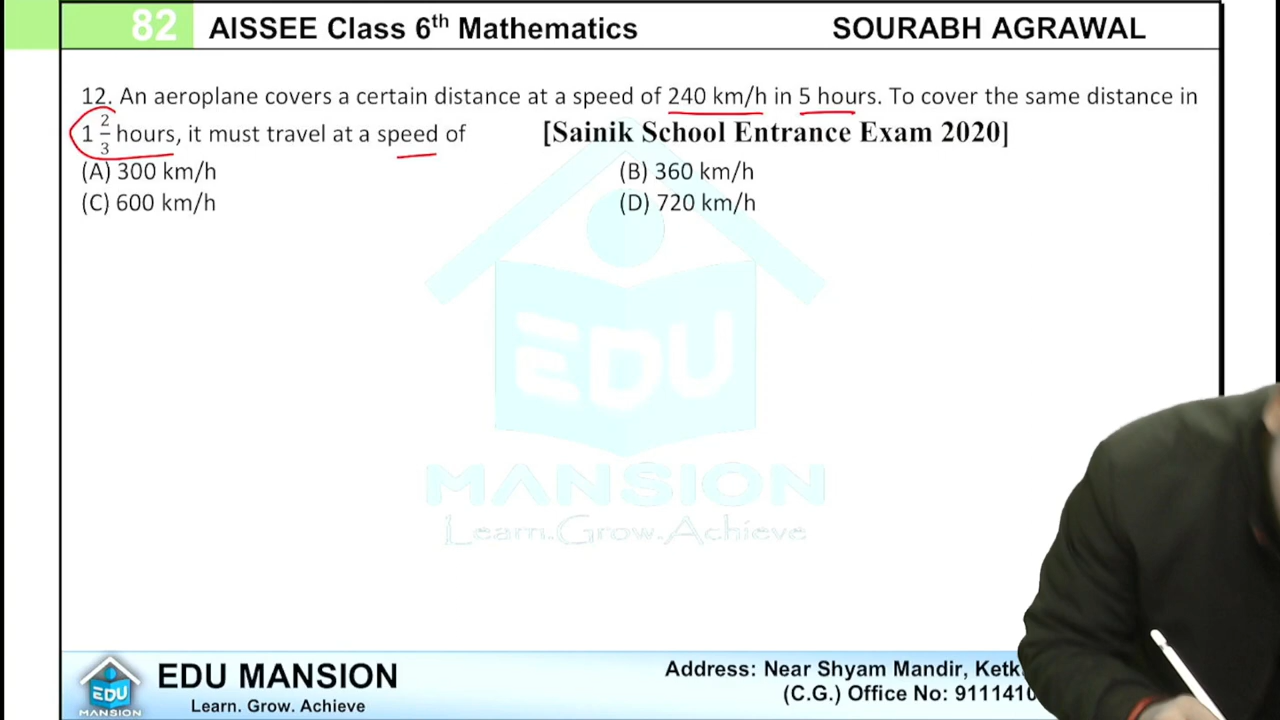 82 AISSEE Class 6th Mathematics SOURABH AGRAWAL
12. An aeroplane covers a certain distance at a speed of 240 km/h in 5 hours. To cover the same distance in
1 2/3 hours, it must travel at a speed of [Sainik School Entrance Exam 2020]
(A) 300 km/h (B) 360 km/h
(C) 600 km/h (D) 720 km/h
EDU
MANSION
Learn.Grow.Achieve
EDU MANSION
Learn. Grow. Achieve
EDU
MANSION
Address: Near Shyam Mandir, Ketk
(C.G.) Office No: 9111410